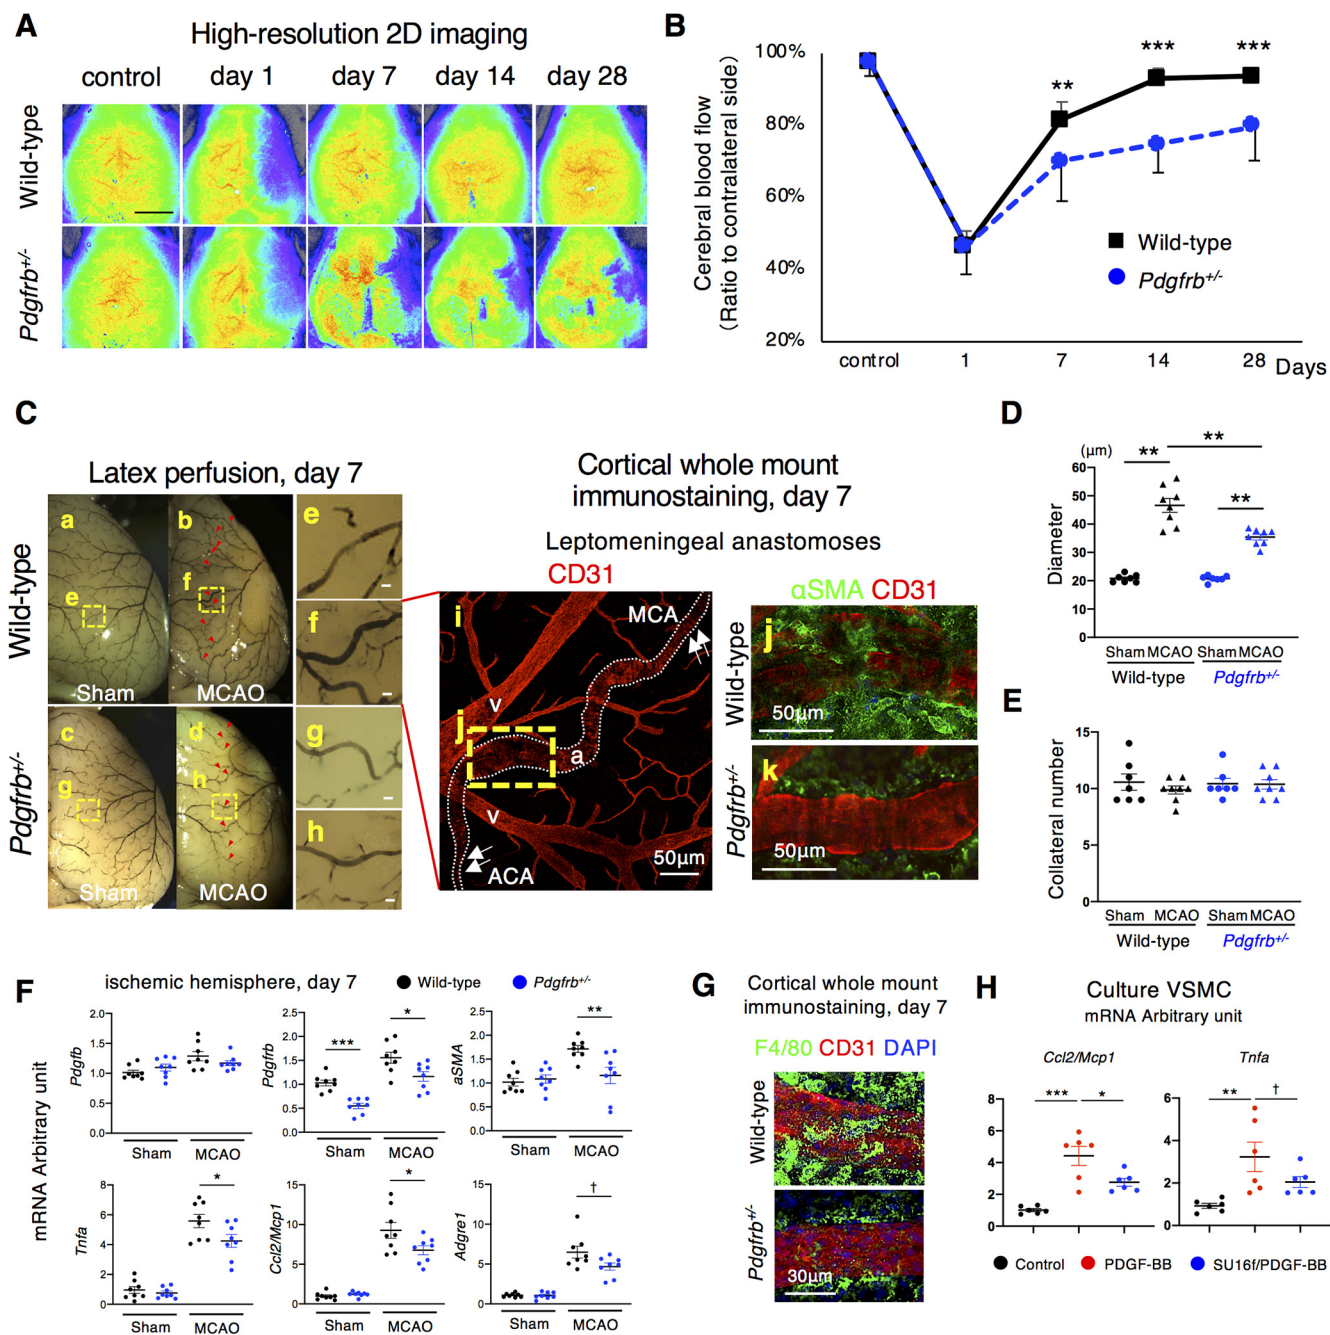 A
High-resolution 2D imaging
control day 1 day 7 day 14 day 28
Wild-type
Pdgfrb+/-
B
Cerebral blood flow
(Ratio to contralateral side)
100%
80%
60%
40%
20%
** *** ***
Wild-type
Pdgfrb+/-
control 1 7 14 28 Days
C
Latex perfusion, day 7
Wild-type
Pdgfrb+/-
a
b
e
f
Sham
MCAO
c
d
g
h
Sham
MCAO
e
f
g
h
Cortical whole mount
immunostaining, day 7
Leptomeningeal anastomoses
CD31
i
MCA
v
j
a
v
ACA
50μm
αSMA CD31
Wild-type
j
50μm
Pdgfrb+/-
k
50μm
D
(μm)
Diameter
60
50
40
30
20
10
0
** ** **
Sham MCAO Sham MCAO
Wild-type Pdgfrb+/-
E
Collateral number
15
10
5
0
Sham MCAO Sham MCAO
Wild-type Pdgfrb+/-
F
ischemic hemisphere, day 7
Wild-type Pdgfrb+/-
mRNA Arbitrary unit
Pdgfb
2.0
1.5
1.0
0.5
0.0
Sham MCAO
Pdgfrb
2.5
2.0
1.5
1.0
0.5
0.0
*** *
Sham MCAO
aSMA
2.5
2.0
1.5
1.0
0.5
0.0
**
Sham MCAO
Tnfa
8
6
4
2
0
*
Sham MCAO
Ccl2/Mcp1
15
10
5
0
*
Sham MCAO
Adgre1
15
10
5
0
†
Sham MCAO
G
Cortical whole mount
immunostaining, day 7
F4/80 CD31 DAPI
Wild-type
Pdgfrb+/-
30μm
H
Culture VSMC
mRNA Arbitrary unit
Ccl2/Mcp1
8
6
4
2
0
*** *
Tnfa
6
4
2
0
** †
Control PDGF-BB SU16f/PDGF-BB